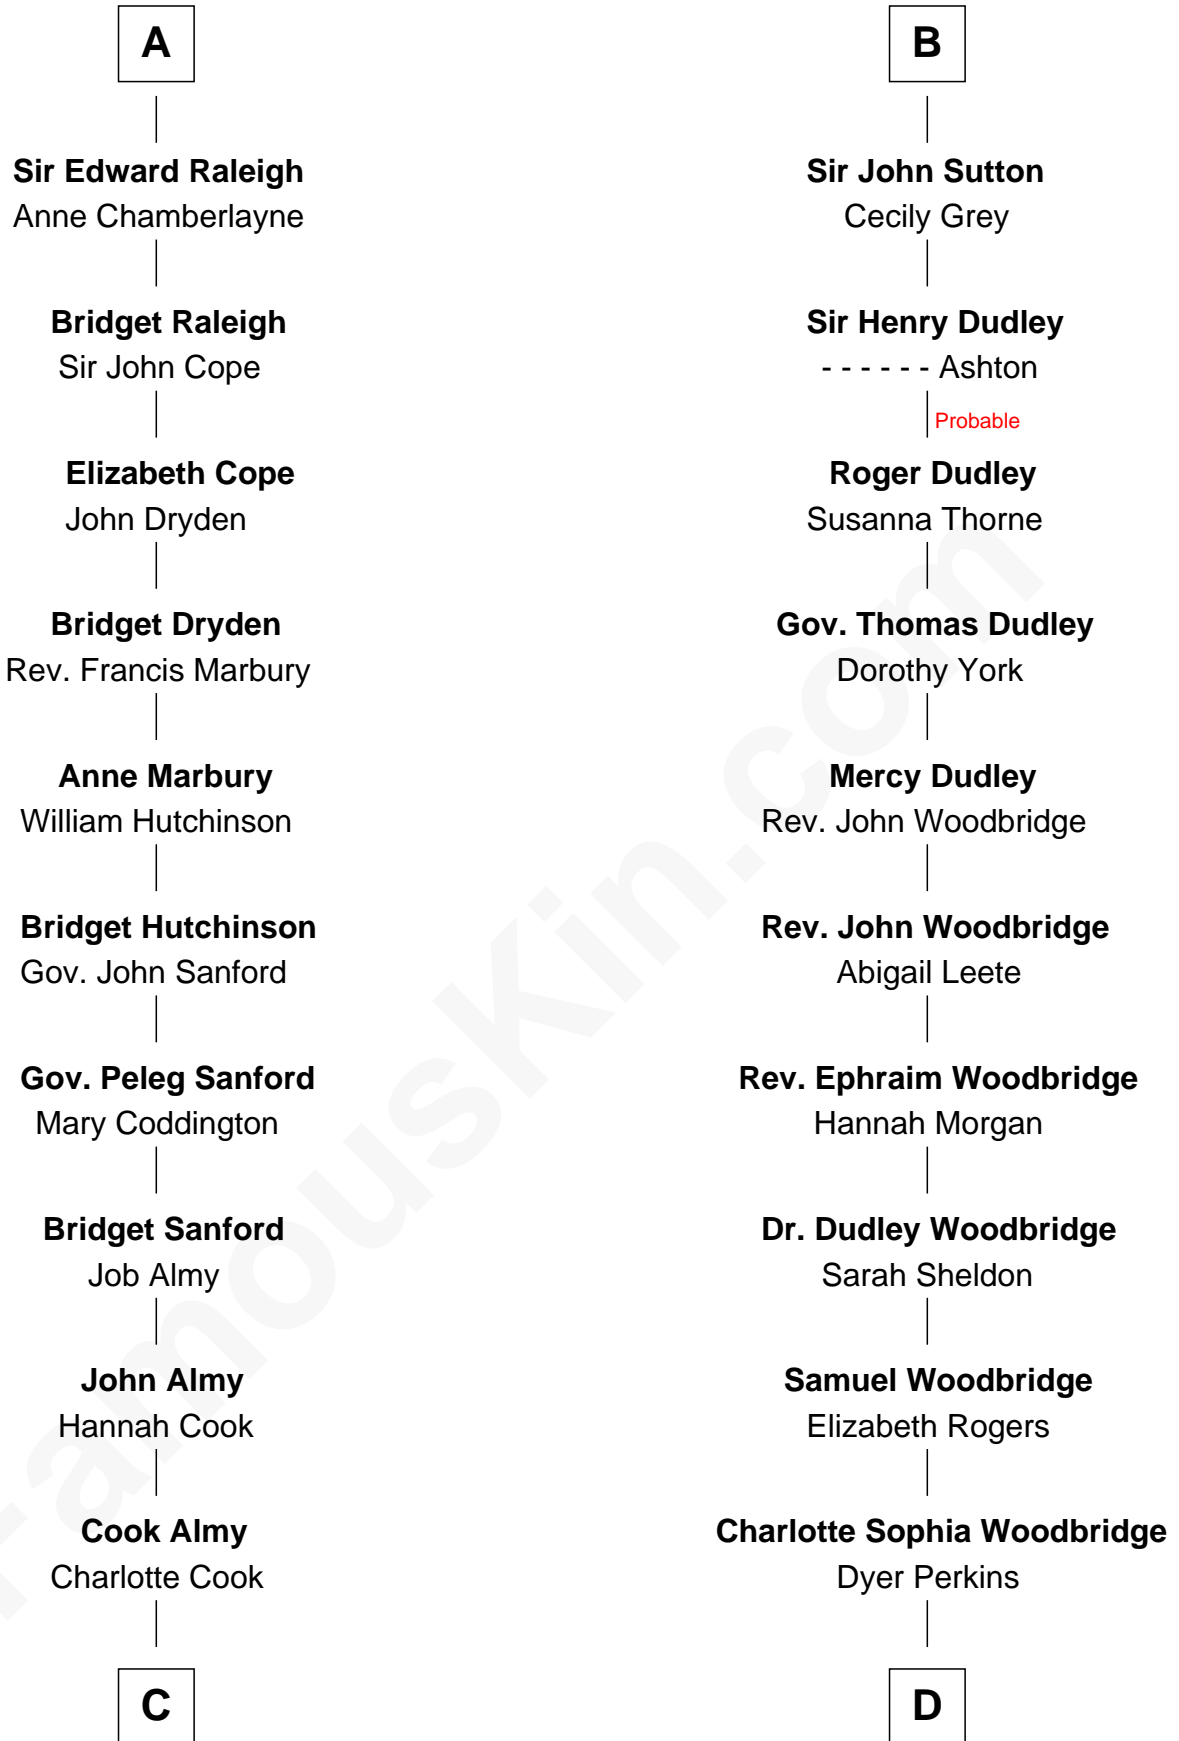 A
Sir Edward Raleigh
Anne Chamberlayne
Bridget Raleigh
Sir John Cope
Elizabeth Cope
John Dryden
Bridget Dryden
Rev. Francis Marbury
Anne Marbury
William Hutchinson
Bridget Hutchinson
Gov. John Sanford
Gov. Peleg Sanford
Mary Coddington
Bridget Sanford
Job Almy
John Almy
Hannah Cook
Cook Almy
Charlotte Cook
C
B
Sir John Sutton
Cecily Grey
Sir Henry Dudley
- - - - - - Ashton
Probable
Roger Dudley
Susanna Thorne
Gov. Thomas Dudley
Dorothy York
Mercy Dudley
Rev. John Woodbridge
Rev. John Woodbridge
Abigail Leete
Rev. Ephraim Woodbridge
Hannah Morgan
Dr. Dudley Woodbridge
Sarah Sheldon
Samuel Woodbridge
Elizabeth Rogers
Charlotte Sophia Woodbridge
Dyer Perkins
D
FamousKin.com